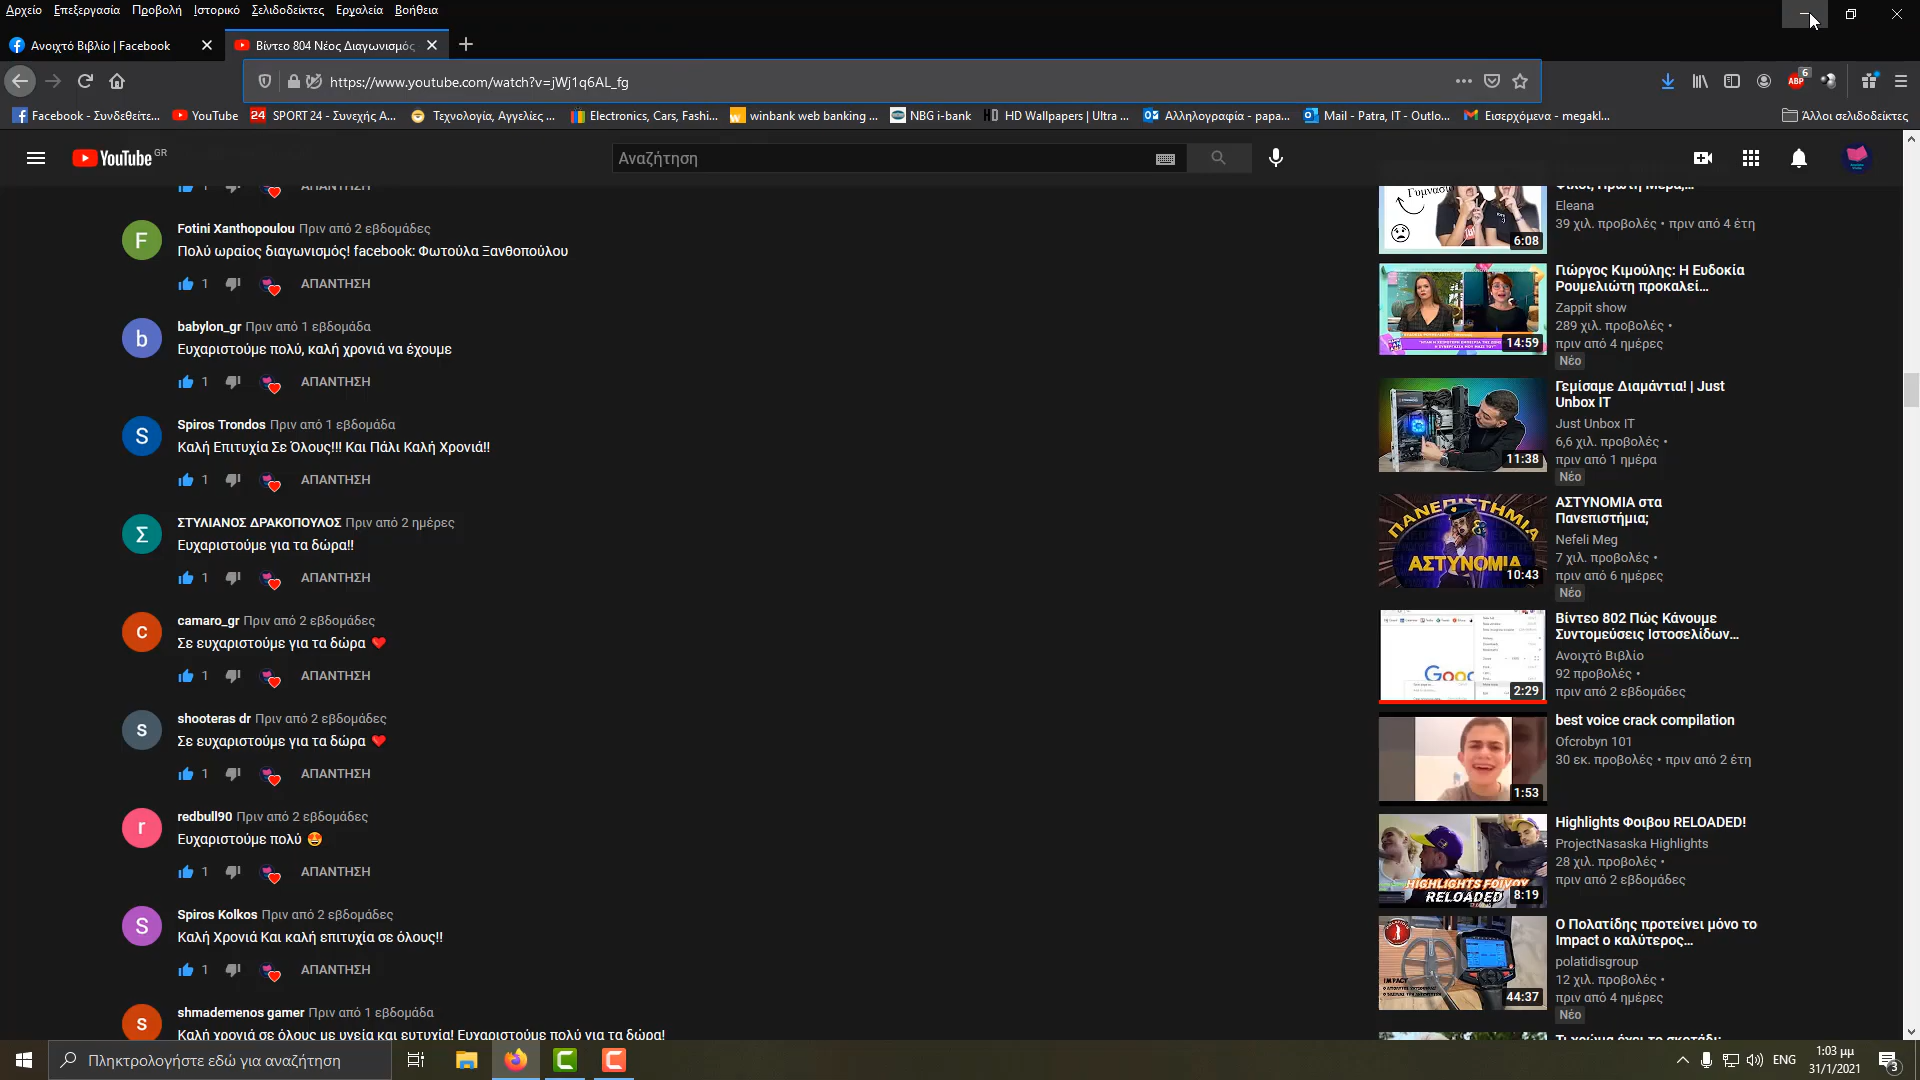 Αρχείο Επεξεργασία Προβολή Ιστορικό Σελιδοδείκτες Εργαλεία Βοήθεια
Ανοιχτό Βιβλίο | Facebook
Βίντεο 804 Νέος Διαγωνισμός
https://www.youtube.com/watch?v=jWj1q6AL_fg
ABP 6
Facebook - Συνδεθείτε...
YouTube
24 SPORT 24 - Συνεχής Α...
Τεχνολογία, Αγγελίες ...
Electronics, Cars, Fashi...
winbank web banking ...
NBG i-bank
HD Wallpapers | Ultra ...
Αλληλογραφία - papa...
Mail - Patra, IT - Outlo...
Εισερχόμενα - megakl...
Άλλοι σελιδοδείκτες
YouTube GR
Αναζήτηση
1 ΑΠΑΝΤΗΣΗ
F
Fotini Xanthopoulou Πριν από 2 εβδομάδες
Πολύ ωραίος διαγωνισμός! facebook: Φωτούλα Ξανθοπούλου
1 ΑΠΑΝΤΗΣΗ
b
babylon_gr Πριν από 1 εβδομάδα
Ευχαριστούμε πολύ, καλή χρονιά να έχουμε
1 ΑΠΑΝΤΗΣΗ
S
Spiros Trondos Πριν από 1 εβδομάδα
Καλή Επιτυχία Σε Όλους!!! Και Πάλι Καλή Χρονιά!!
1 ΑΠΑΝΤΗΣΗ
Σ
ΣΤΥΛΙΑΝΟΣ ΔΡΑΚΟΠΟΥΛΟΣ Πριν από 2 ημέρες
Ευχαριστούμε για τα δώρα!!
1 ΑΠΑΝΤΗΣΗ
c
camaro_gr Πριν από 2 εβδομάδες
Σε ευχαριστούμε για τα δώρα ❤
1 ΑΠΑΝΤΗΣΗ
s
shooteras dr Πριν από 2 εβδομάδες
Σε ευχαριστούμε για τα δώρα ❤
1 ΑΠΑΝΤΗΣΗ
r
redbull90 Πριν από 2 εβδομάδες
Ευχαριστούμε πολύ 🤩
1 ΑΠΑΝΤΗΣΗ
S
Spiros Kolkos Πριν από 2 εβδομάδες
Καλή Χρονιά Και καλή επιτυχία σε όλους!!
1 ΑΠΑΝΤΗΣΗ
s
shmademenos gamer Πριν από 1 εβδομάδα
Καλή χρονιά σε όλους με υγεία και ευτυχία! Ευχαριστούμε πολύ για τα δώρα!
Γυμνασίο
6:08
Φίλοι, Πρώτη Μέρα,...
Eleana
39 χιλ. προβολές • πριν από 4 έτη
14:59
Γιώργος Κιμούλης: Η Ευδοκία
Ρουμελιώτη προκαλεί...
Zappit show
289 χιλ. προβολές •
πριν από 4 ημέρες
Νέο
11:38
Γεμίσαμε Διαμάντια! | Just
Unbox IT
Just Unbox IT
6,6 χιλ. προβολές •
πριν από 1 ημέρα
Νέο
ΠΑΝΕΠΙΣΤΗΜΙΑ
ΑΣΤΥΝΟΜΙΑ
10:43
ΑΣΤΥΝΟΜΙΑ στα
Πανεπιστήμια;
Nefeli Meg
7 χιλ. προβολές •
πριν από 6 ημέρες
Νέο
Goo
2:29
Βίντεο 802 Πώς Κάνουμε
Συντομεύσεις Ιστοσελίδων...
Ανοιχτό Βιβλίο
92 προβολές •
πριν από 2 εβδομάδες
1:53
best voice crack compilation
Ofcrobyn 101
30 εκ. προβολές • πριν από 2 έτη
HIGHLIGHTS FOIVOY
RELOADED
8:19
Highlights Φοιβου RELOADED!
ProjectNasaska Highlights
28 χιλ. προβολές •
πριν από 2 εβδομάδες
IMPACT
44:37
Ο Πολατίδης προτείνει μόνο το
Impact ο καλύτερος...
polatidisgroup
12 χιλ. προβολές •
πριν από 4 ημέρες
Νέο
Τι χρώμα έχει το σκοτάδι;
Πληκτρολογήστε εδώ για αναζήτηση
ENG
1:03 μμ
31/1/2021
3